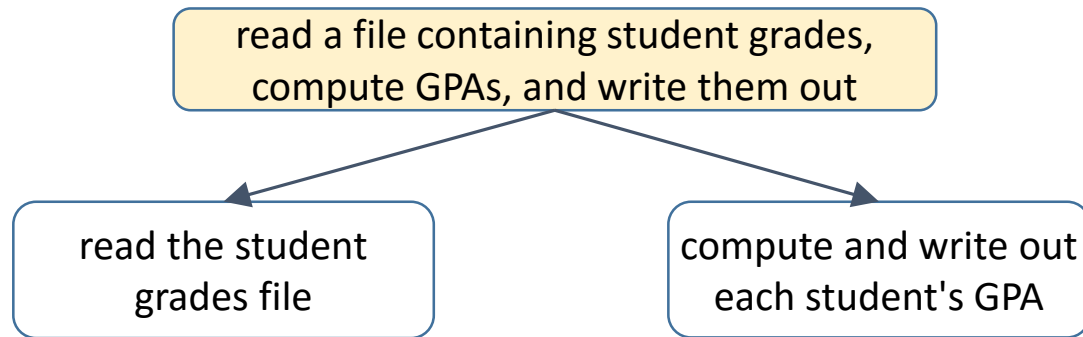 read a file containing student grades,
compute GPAs, and write them out
read the student
grades file
compute and write out
each student's GPA